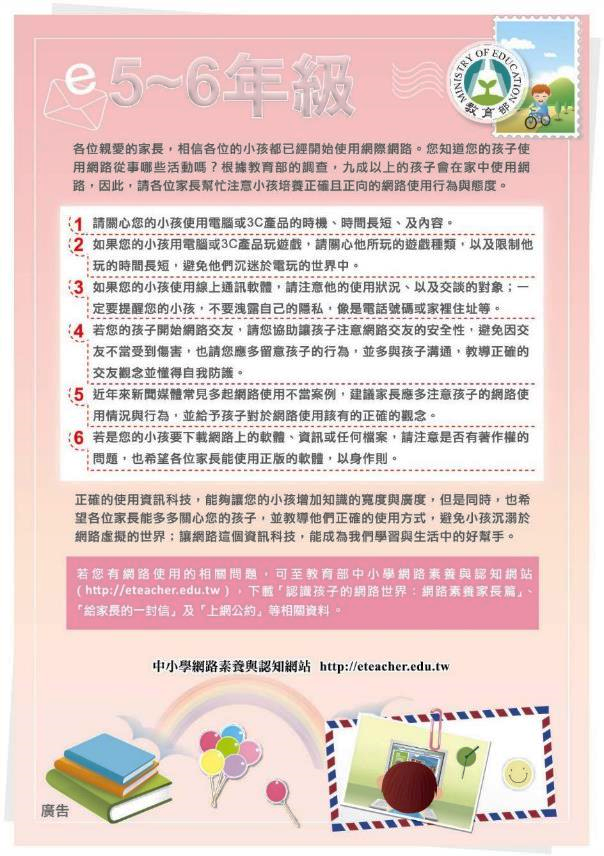 e 5~6年級
MINISTRY OF EDUCATION
教育部
各位親愛的家長，相信各位的小孩都已經開始使用網際網路。您知道您的孩子使
用網路從事哪些活動嗎？根據教育部的調查，九成以上的孩子會在家中使用網
路，因此，請各位家長幫忙注意小孩培養正確且正向的網路使用行為與態度。
1 請關心您的小孩使用電腦或3C產品的時機、時間長短、及內容。
2 如果您的小孩用電腦或3C產品玩遊戲，請關心他所玩的遊戲種類，以及限制他
玩的時間長短，避免他們沉迷於電玩的世界中。
3 如果您的小孩使用線上通訊軟體，請注意他的使用狀況、以及交談的對象；一
定要提醒您的小孩，不要洩露自己的隱私，像是電話號碼或家裡住址等。
4 若您的孩子開始網路交友，請您協助讓孩子注意網路交友的安全性，避免因交
友不當受到傷害，也請您應多留意孩子的行為，並多與孩子溝通，教導正確的
交友觀念並懂得自我防護。
5 近年來新聞媒體常見多起網路使用不當案例，建議家長應多注意孩子的網路使
用情況與行為，並給予孩子對於網路使用該有的正確的觀念。
6 若是您的小孩要下載網路上的軟體、資訊或任何檔案，請注意是否有著作權的
問題，也希望各位家長能使用正版的軟體，以身作則。
正確的使用資訊科技，能夠讓您的小孩增加知識的寬度與廣度，但是同時，也希
望各位家長能多多關心您的孩子，並教導他們正確的使用方式，避免小孩沉溺於
網路虛擬的世界；讓網路這個資訊科技，能成為我們學習與生活中的好幫手。
若您有網路使用的相關問題，可至教育部中小學網路素養與認知網站
（http://eteacher.edu.tw），下載「認識孩子的網路世界：網路素養家長篇」、
「給家長的一封信」及「上網公約」等相關資料。
中小學網路素養與認知網站 http://eteacher.edu.tw
廣告